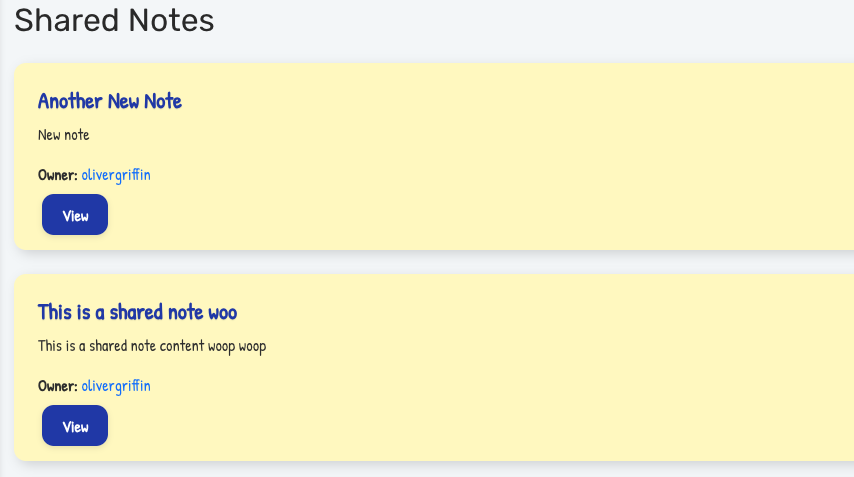 Shared Notes
Another New Note
New note
Owner: olivergriffin
View
This is a shared note woo
This is a shared note content woop woop
Owner: olivergriffin
View